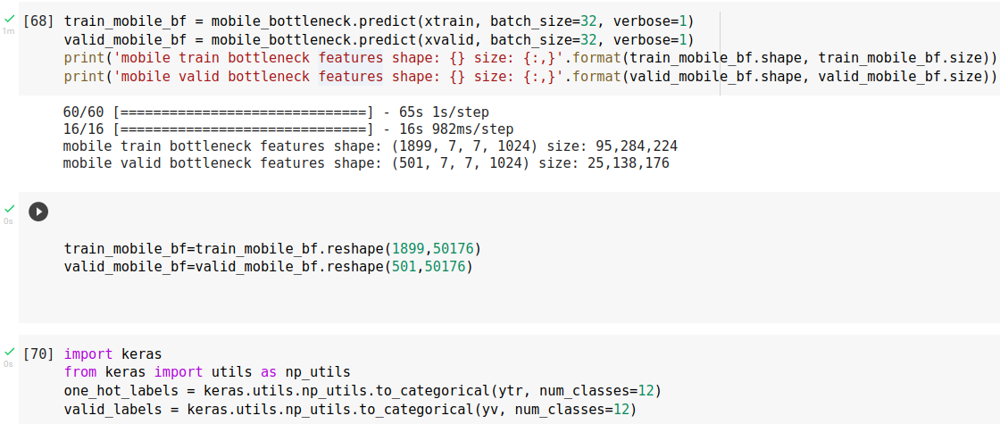 [68] train_mobile_bf = mobile_bottleneck.predict(xtrain, batch_size=32, verbose=1)
1m
valid_mobile_bf = mobile_bottleneck.predict(xvalid, batch_size=32, verbose=1)
print('mobile train bottleneck features shape: {} size: {:,}'.format(train_mobile_bf.shape, train_mobile_bf.size))
print('mobile valid bottleneck features shape: {} size: {:,}'.format(valid_mobile_bf.shape, valid_mobile_bf.size))
60/60 [==============================] - 65s 1s/step
16/16 [==============================] - 16s 982ms/step
mobile train bottleneck features shape: (1899, 7, 7, 1024) size: 95,284,224
mobile valid bottleneck features shape: (501, 7, 7, 1024) size: 25,138,176
0s
train_mobile_bf=train_mobile_bf.reshape(1899,50176)
valid_mobile_bf=valid_mobile_bf.reshape(501,50176)
[70] import keras
0s
from keras import utils as np_utils
one_hot_labels = keras.utils.np_utils.to_categorical(ytr, num_classes=12)
valid_labels = keras.utils.np_utils.to_categorical(yv, num_classes=12)